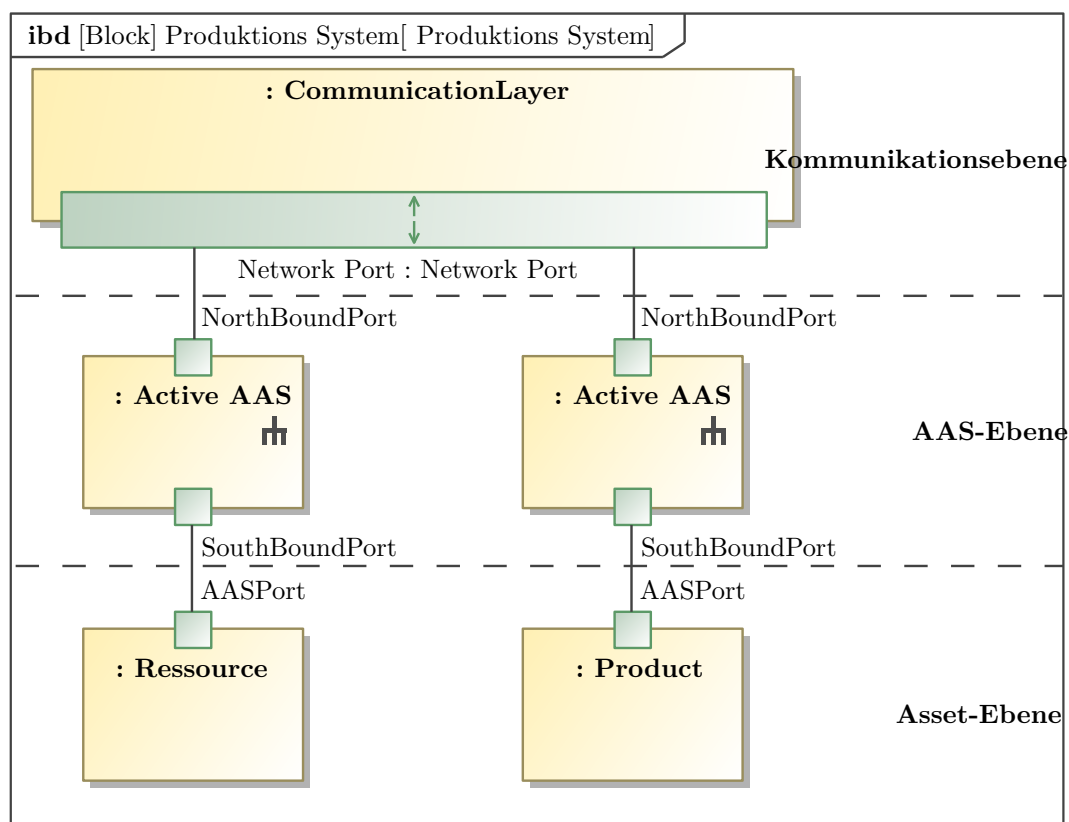 ibd [Block] Produktions System[ Produktions System]
: CommunicationLayer
Kommunikationsebene
Network Port : Network Port
NorthBoundPort
NorthBoundPort
: Active AAS
: Active AAS
AAS-Ebene
SouthBoundPort
SouthBoundPort
AASPort
AASPort
: Ressource
: Product
Asset-Ebene